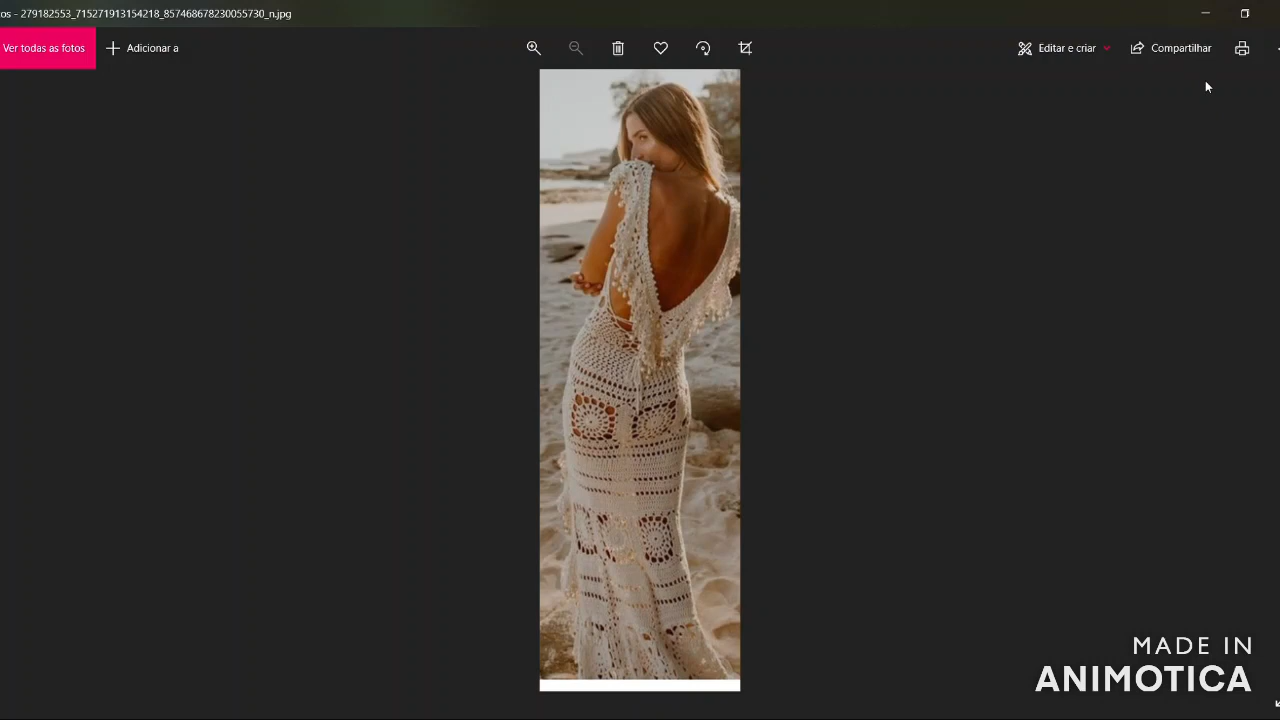 os - 279182553_715271913154218_857468678230055730_n.jpg
Ver todas as fotos
Adicionar a
Editar e criar
Compartilhar
MADE IN
ANIMOTICA